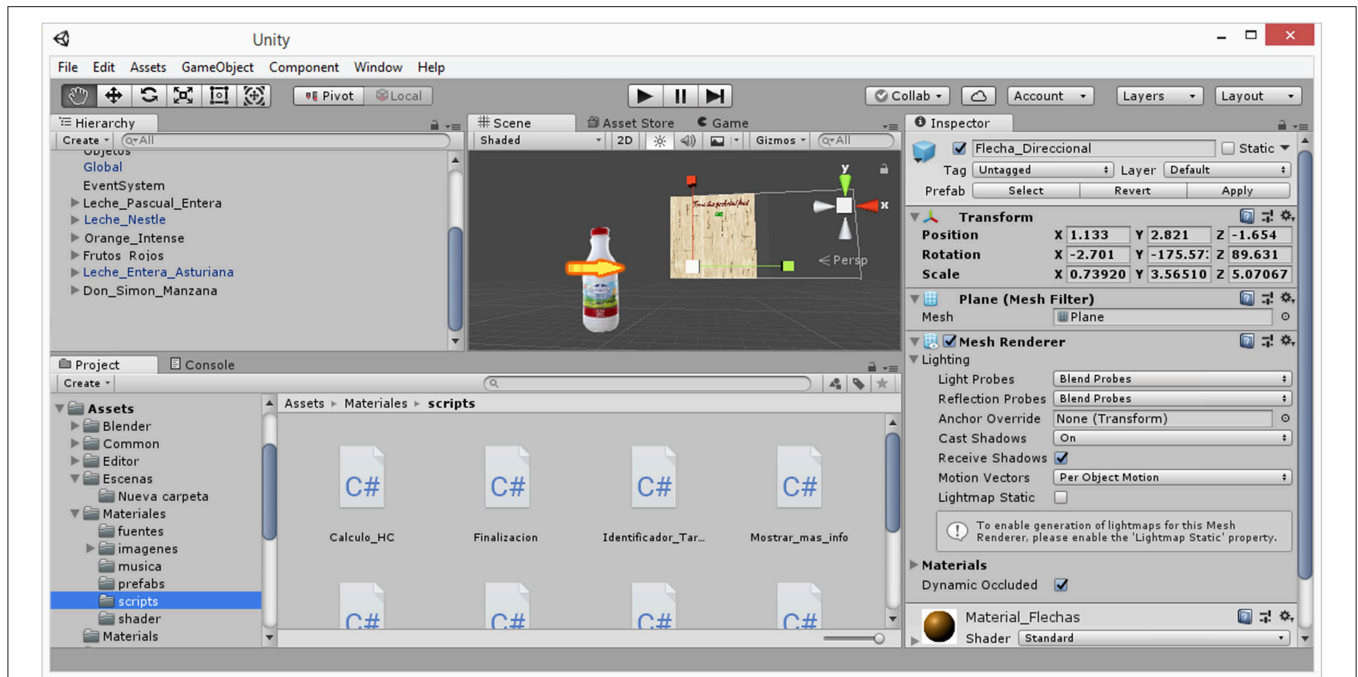 Unity
File Edit Assets GameObject Component Window Help
Pivot Local Collab Account Layers Layout
Hierarchy
Create All
Objetos
Global
EventSystem
Leche_Pascual_Entera
Leche_Nestle
Orange_Intense
Frutos Rojos
Leche_Entera_Asturiana
Don_Simon_Manzana
Scene Asset Store Game
Shaded 2D Gizmos All
y
x
Persp
Inspector
Flecha_Direccional Static
Tag Untagged Layer Default
Prefab Select Revert Apply
Transform
Position X 1.133 Y 2.821 Z -1.654
Rotation X -2.701 Y -175.57: Z 89.631
Scale X 0.73920 Y 3.56510 Z 5.07067
Plane (Mesh Filter)
Mesh Plane
Mesh Renderer
Lighting
Light Probes Blend Probes
Reflection Probes Blend Probes
Anchor Override None (Transform)
Cast Shadows On
Receive Shadows
Motion Vectors Per Object Motion
Lightmap Static
To enable generation of lightmaps for this Mesh
Renderer, please enable the 'Lightmap Static' property.
Materials
Dynamic Occluded
Material_Flechas
Shader Standard
Project Console
Create
Assets
Blender
Common
Editor
Escenas
Nueva carpeta
Materiales
fuentes
imagenes
musica
prefabs
scripts
shader
Materials
Assets Materiales scripts
C# C# C# C#
Calculo_HC Finalizacion Identificador_Tar... Mostrar_mas_info
C# C# C# C#